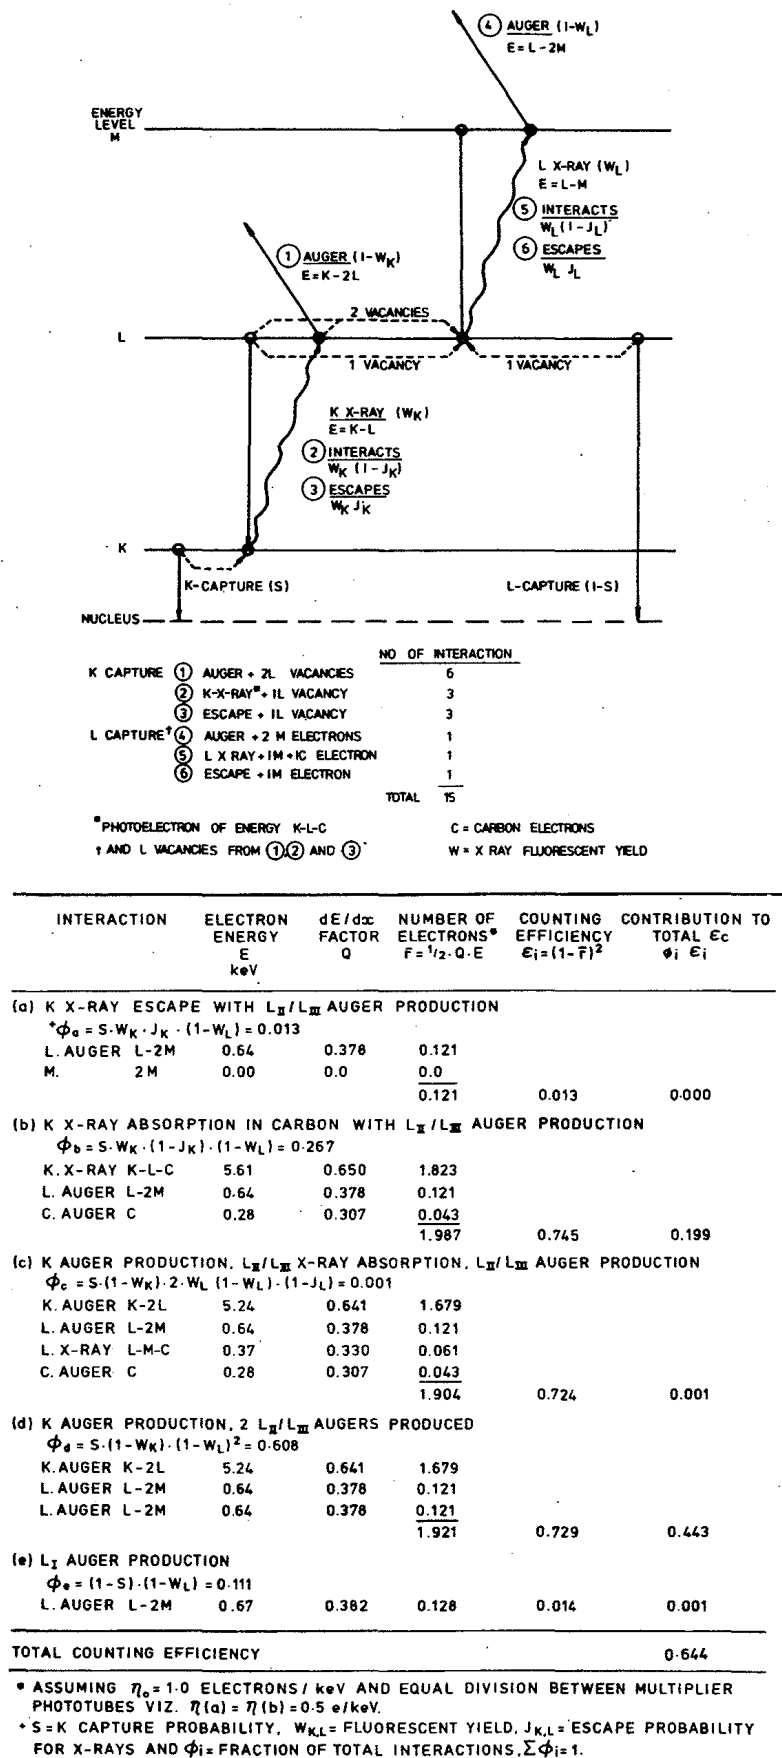 ④ AUGER (1-W_L)
E=L-2M
ENERGY
LEVEL
M
L X-RAY (W_L)
E=L-M
⑤ INTERACTS
W_L(1-J_L)
⑥ ESCAPES
W_L J_L
① AUGER (1-W_K)
E=K-2L
2 VACANCIES
L
1 VACANCY
1 VACANCY
K X-RAY (W_K)
E=K-L
② INTERACTS
W_K (1-J_K)
③ ESCAPES
W_K J_K
K
K-CAPTURE (S)
L-CAPTURE (1-S)
NUCLEUS
NO OF INTERACTION
K CAPTURE ① AUGER + 2L VACANCIES 6
② K-X-RAY* + 1L VACANCY 3
③ ESCAPE + 1L VACANCY 3
L CAPTURE† ④ AUGER + 2 M ELECTRONS 1
⑤ L X RAY + 1M + 1C ELECTRON 1
⑥ ESCAPE + 1M ELECTRON 1
TOTAL 15
*PHOTOELECTRON OF ENERGY K-L-C C = CARBON ELECTRONS
† AND L VACANCIES FROM ①,② AND ③ W = X RAY FLUORESCENT YIELD
INTERACTION ELECTRON dE/dx NUMBER OF COUNTING CONTRIBUTION TO
ENERGY FACTOR ELECTRONS* EFFICIENCY TOTAL ε_c
E Q r̄=1/2·Q·E ε_i=(1-r̄)² φ_i ε_i
keV
(a) K X-RAY ESCAPE WITH L_II/L_III AUGER PRODUCTION
⁺φ_a = S·W_K·J_K·(1-W_L) = 0.013
L. AUGER L-2M 0.64 0.378 0.121
M. 2M 0.00 0.0 0.0
0.121 0.013 0.000
(b) K X-RAY ABSORPTION IN CARBON WITH L_II/L_III AUGER PRODUCTION
φ_b = S·W_K·(1-J_K)·(1-W_L) = 0.267
K. X-RAY K-L-C 5.61 0.650 1.823
L. AUGER L-2M 0.64 0.378 0.121
C. AUGER C 0.28 0.307 0.043
1.987 0.745 0.199
(c) K AUGER PRODUCTION, L_II/L_III X-RAY ABSORPTION, L_II/L_III AUGER PRODUCTION
φ_c = S·(1-W_K)·2·W_L (1-W_L)·(1-J_L) = 0.001
K. AUGER K-2L 5.24 0.641 1.679
L. AUGER L-2M 0.64 0.378 0.121
L. X-RAY L-M-C 0.37 0.330 0.061
C. AUGER C 0.28 0.307 0.043
1.904 0.724 0.001
(d) K AUGER PRODUCTION, 2 L_II/L_III AUGERS PRODUCED
φ_d = S·(1-W_K)·(1-W_L)² = 0.608
K. AUGER K-2L 5.24 0.641 1.679
L. AUGER L-2M 0.64 0.378 0.121
L. AUGER L-2M 0.64 0.378 0.121
1.921 0.729 0.443
(e) L_I AUGER PRODUCTION
φ_e = (1-S)·(1-W_L) = 0.111
L. AUGER L-2M 0.67 0.382 0.128 0.014 0.001
TOTAL COUNTING EFFICIENCY 0.644
* ASSUMING η_o = 1.0 ELECTRONS/ keV AND EQUAL DIVISION BETWEEN MULTIPLIER
PHOTOTUBES VIZ. η(a) = η(b) = 0.5 e/keV.
+ S=K CAPTURE PROBABILITY, W_K,L = FLUORESCENT YIELD, J_K,L = ESCAPE PROBABILITY
FOR X-RAYS AND φ_i = FRACTION OF TOTAL INTERACTIONS, Σφ_i = 1.